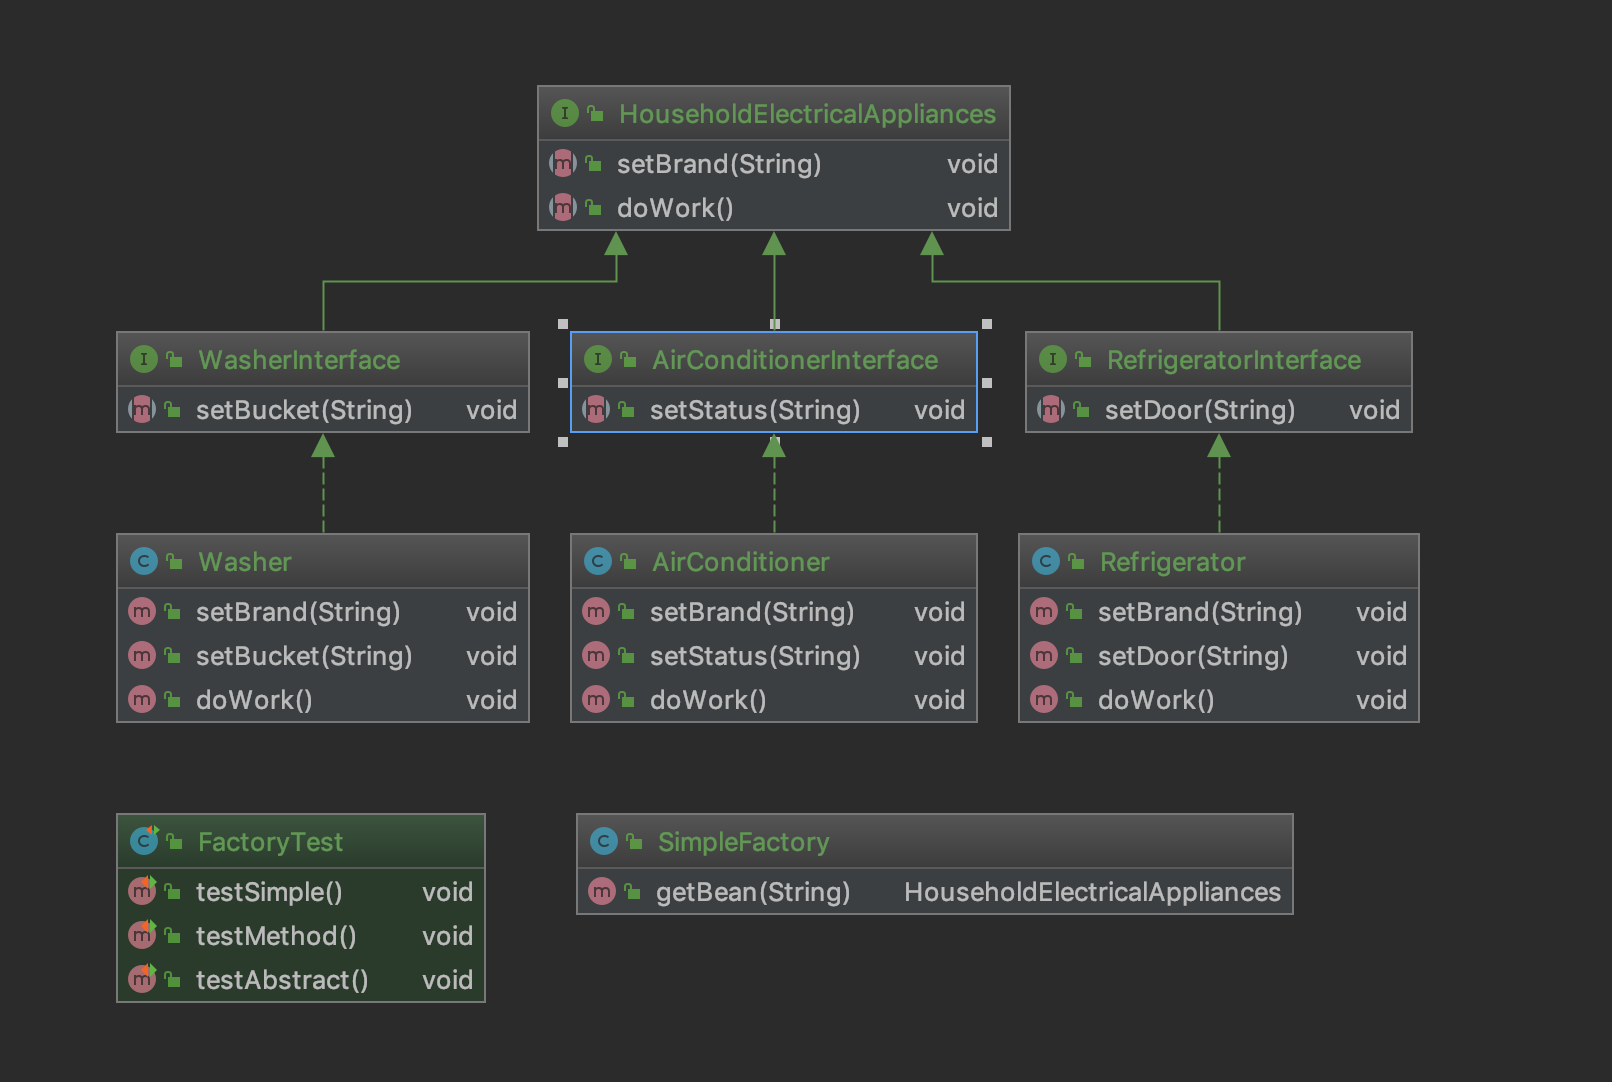 HouseholdElectricalAppliances
setBrand(String) void
doWork() void
WasherInterface
setBucket(String) void
AirConditionerInterface
setStatus(String) void
RefrigeratorInterface
setDoor(String) void
Washer
setBrand(String) void
setBucket(String) void
doWork() void
AirConditioner
setBrand(String) void
setStatus(String) void
doWork() void
Refrigerator
setBrand(String) void
setDoor(String) void
doWork() void
FactoryTest
testSimple() void
testMethod() void
testAbstract() void
SimpleFactory
getBean(String) HouseholdElectricalAppliances